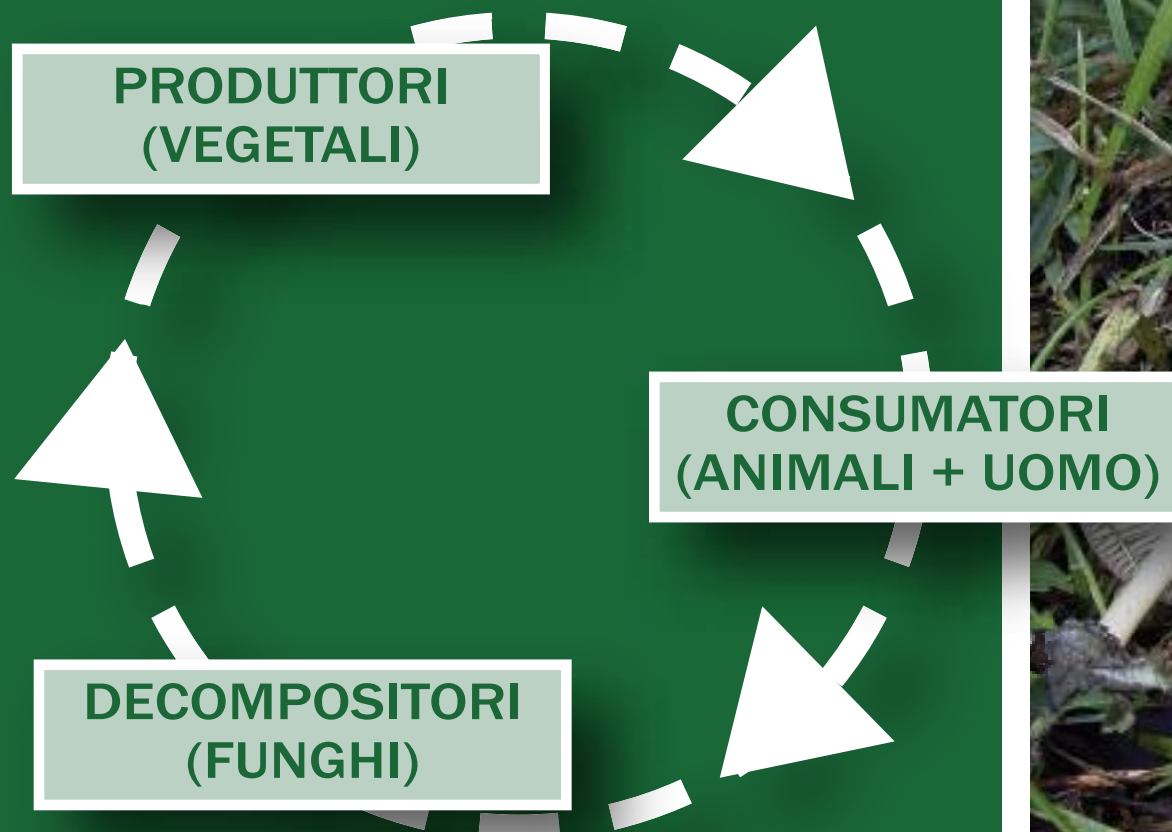 PRODUTTORI
(VEGETALI)
CONSUMATORI
(ANIMALI + UOMO)
DECOMPOSITORI
(FUNGHI)